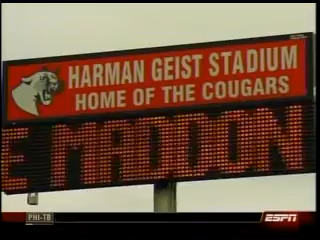 HARMAN GEIST STADIUM
HOME OF THE COUGARS
E MADDON
PHI-TB
ESPN